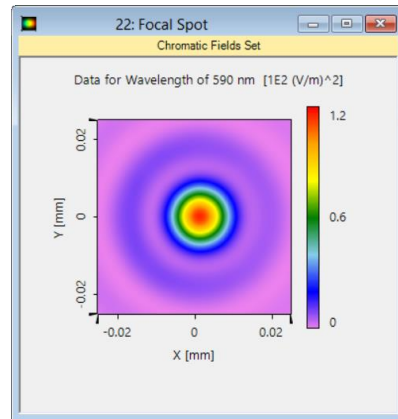 22: Focal Spot
Chromatic Fields Set
Data for Wavelength of 590 nm [1E2 (V/m)^2]
1.2
0.6
0
0.02
0
-0.02
Y [mm]
-0.02
0
0.02
X [mm]